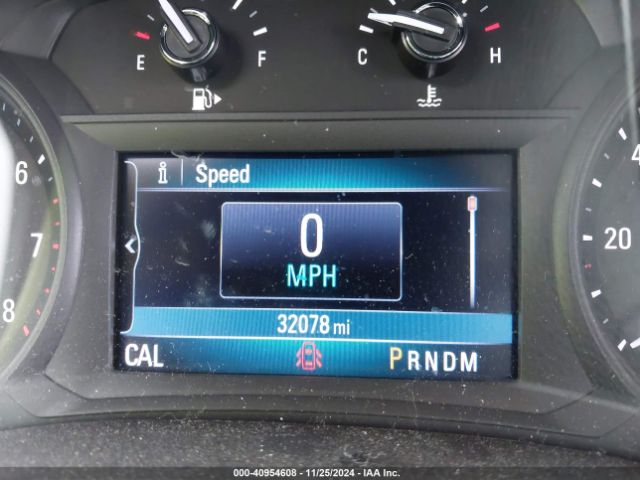 E F C H
6
7
8
i Speed
0
MPH
32078 mi
CAL PRNDM
4
20
000-40954608 - 11/25/2024 - IAA Inc.